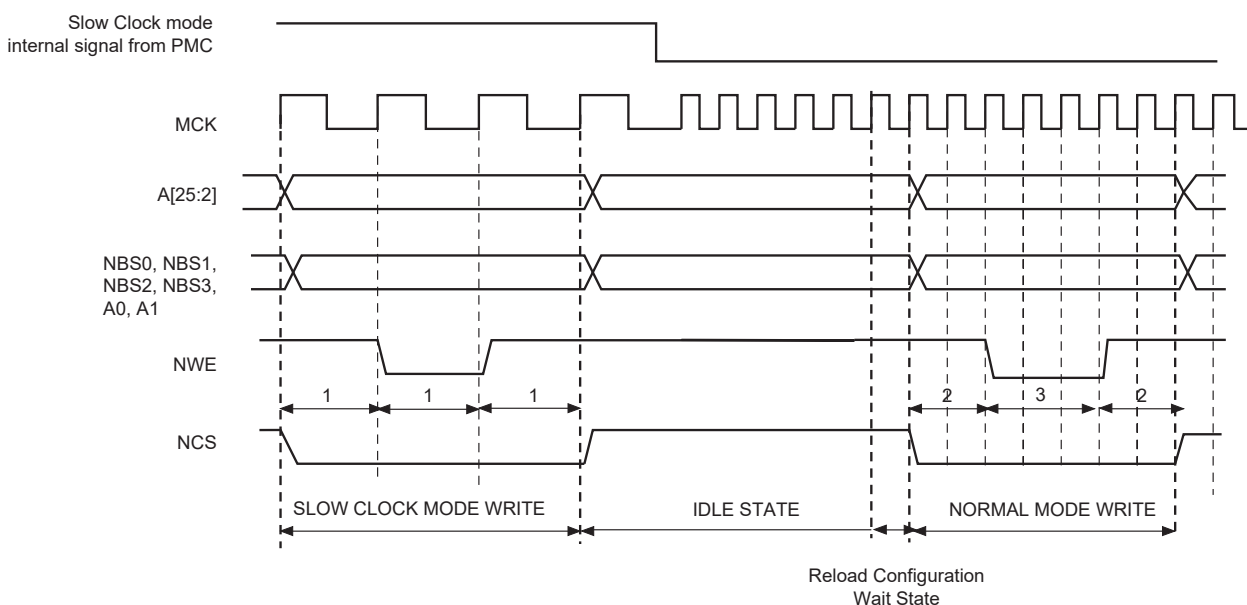 Slow Clock mode
internal signal from PMC
MCK
A[25:2]
NBS0, NBS1,
NBS2, NBS3,
A0, A1
NWE
1 1 1 2 3 2
NCS
SLOW CLOCK MODE WRITE IDLE STATE NORMAL MODE WRITE
Reload Configuration
Wait State